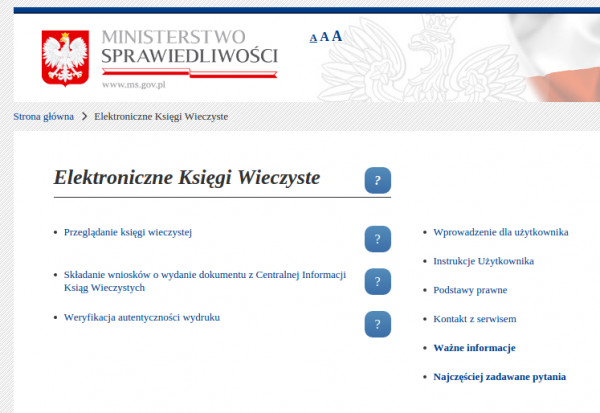 MINISTERSTWO
SPRAWIEDLIWOŚCI
www.ms.gov.pl
A A A
Strona główna > Elektroniczne Księgi Wieczyste
Elektroniczne Księgi Wieczyste ?
Przeglądanie księgi wieczystej ?
Składanie wniosków o wydanie dokumentu z Centralnej Informacji
Ksiąg Wieczystych ?
Weryfikacja autentyczności wydruku ?
Wprowadzenie dla użytkownika
Instrukcje Użytkownika
Podstawy prawne
Kontakt z serwisem
Ważne informacje
Najczęściej zadawane pytania